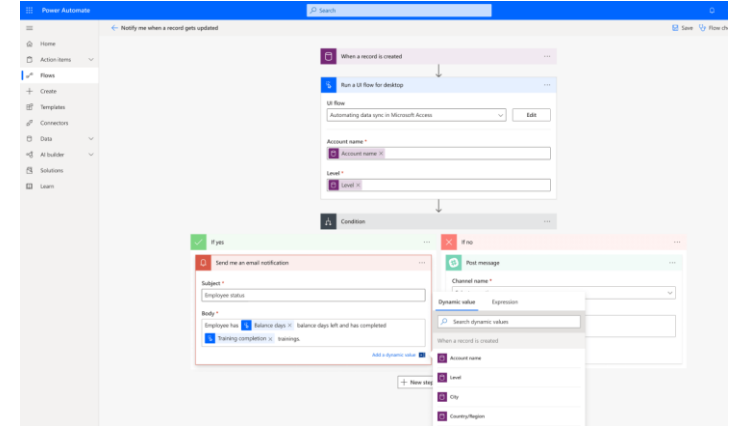 Power Automate
Search
Notify me when a record gets updated
Save
Home
Action items
Flows
Create
Templates
Connectors
Data
AI builder
Solutions
Learn
When a record is created
Run a UI flow for desktop
UI flow
Automating data sync in Microsoft Access
Edit
Account name *
Account name ×
Level *
Level ×
Condition
If yes
Send me an email notification
Subject *
Employee status
Body *
Employee has Balance days × balance days left and has completed
Training completion × trainings.
Add a dynamic value
If no
Post message
Channel name *
Dynamic value Expression
Search dynamic values
When a record is created
Account name
Level
City
Country/Region